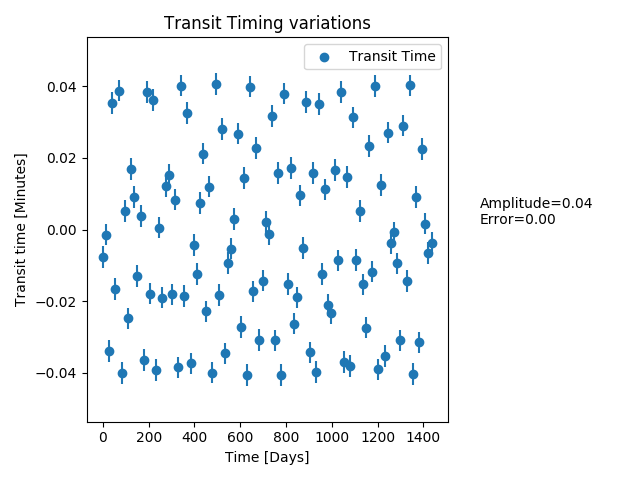 Transit Timing variations
Transit Time
Transit time [Minutes]
0.04
0.02
0.00
−0.02
−0.04
0 200 400 600 800 1000 1200 1400
Time [Days]
Amplitude=0.04
Error=0.00